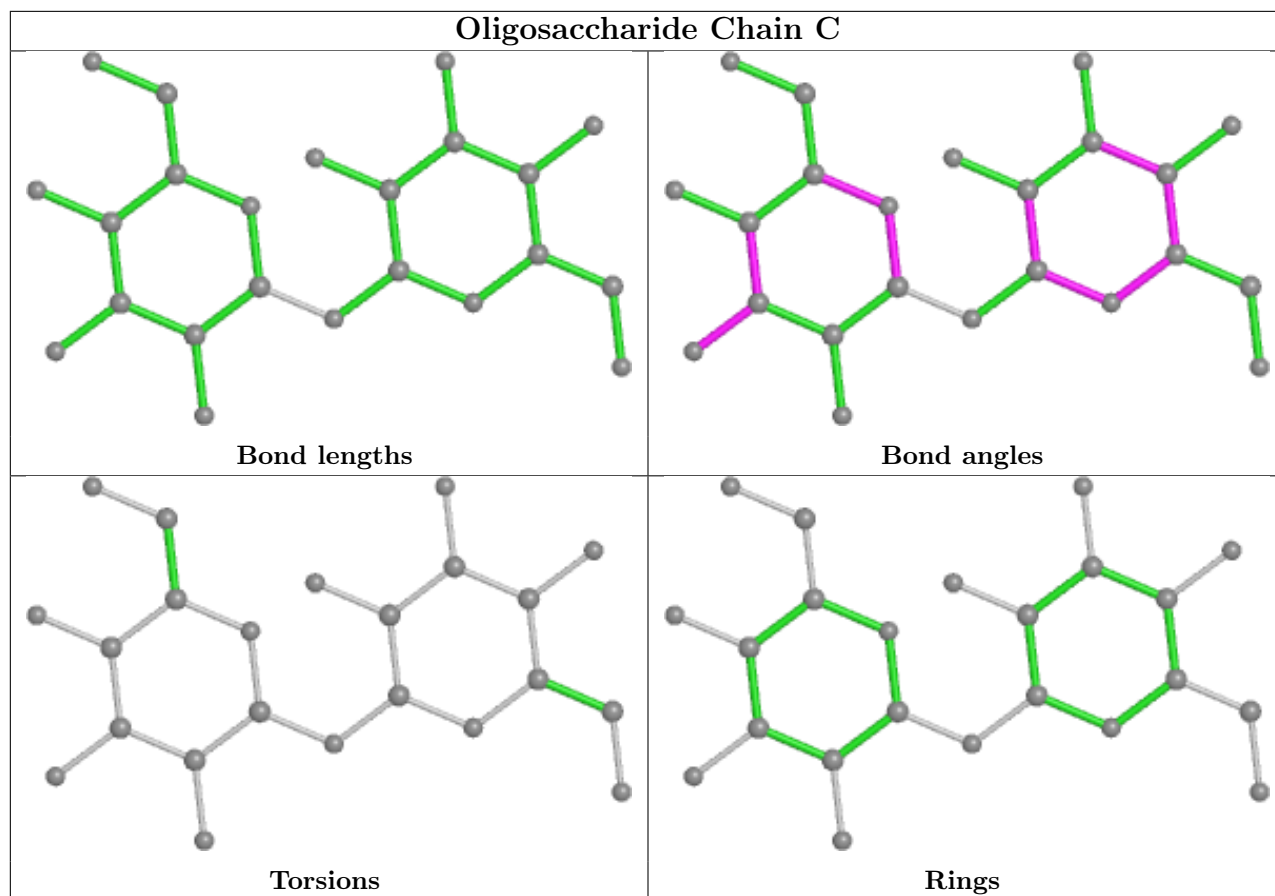 Oligosaccharide Chain C
Bond lengths
Bond angles
Torsions
Rings